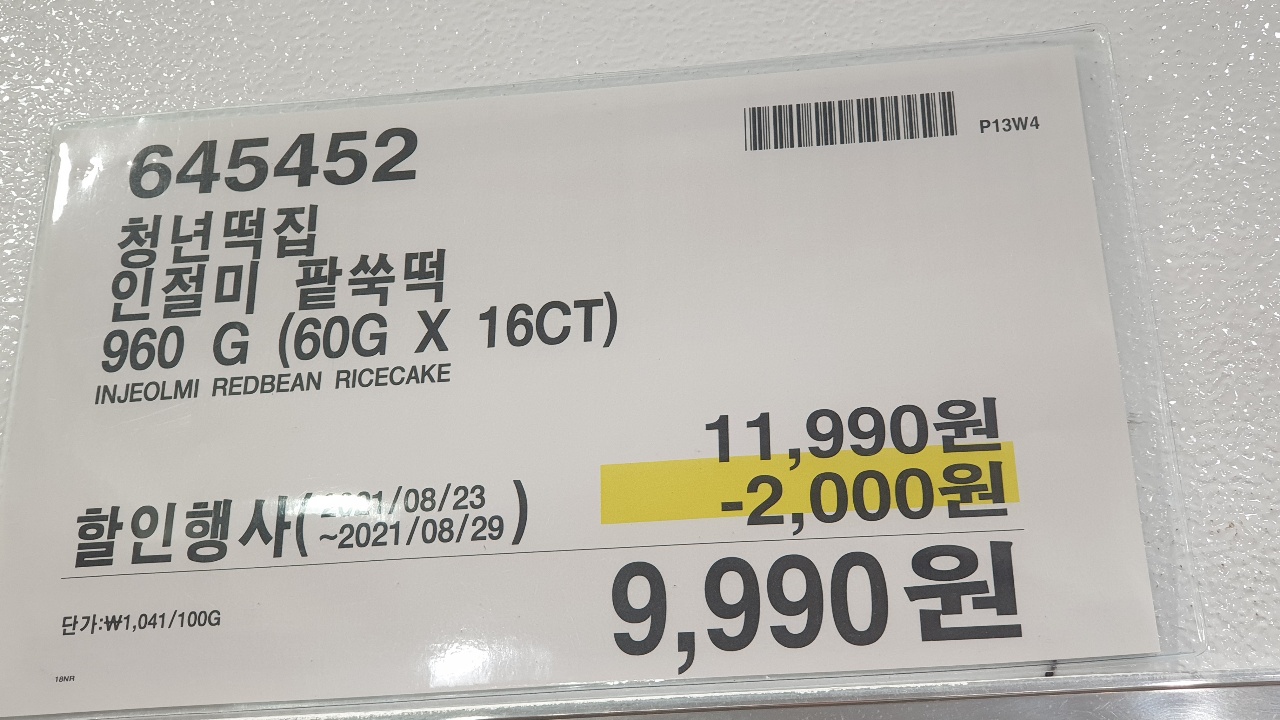 645452
P13W4
청년떡집
인절미 팥쑥떡
960 G (60G X 16CT)
INJEOLMI REDBEAN RICECAKE
11,990원
-2,000원
할인행사(2021/08/23
~2021/08/29)
9,990원
단가:₩1,041/100G
18NR